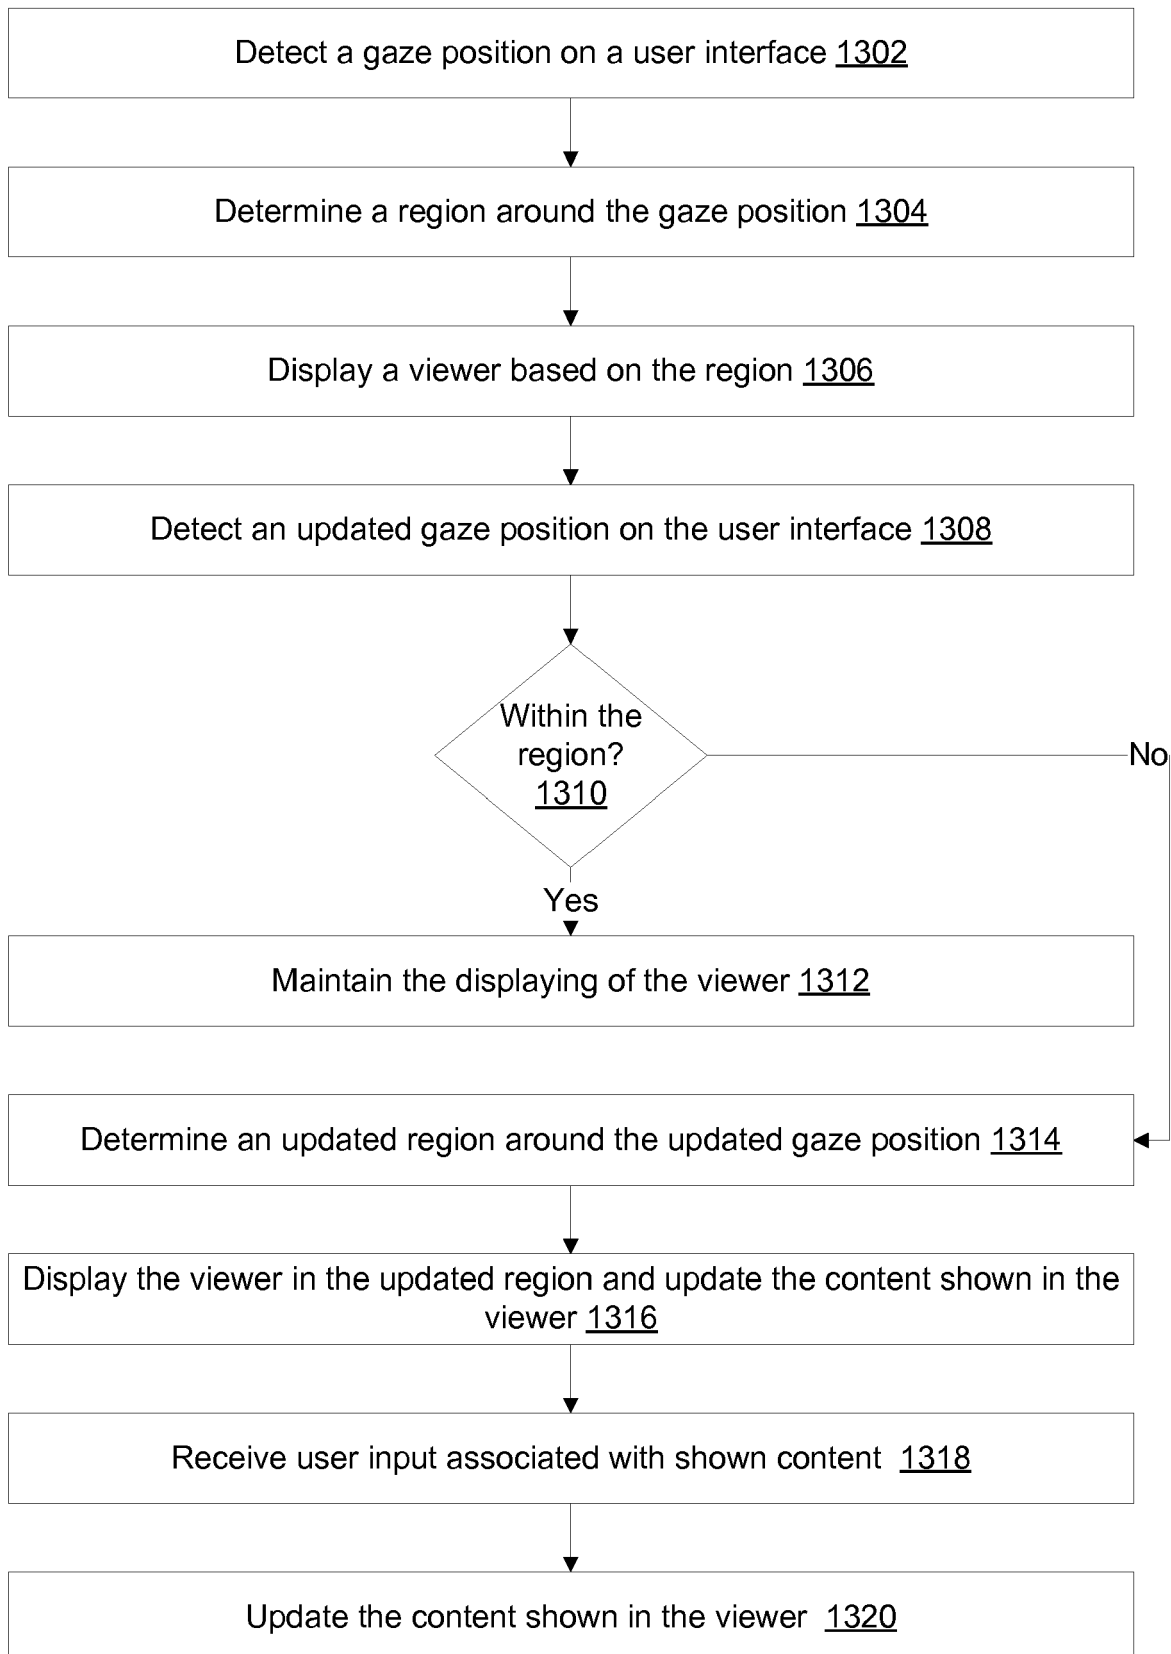 Detect a gaze position on a user interface 1302
Determine a region around the gaze position 1304
Display a viewer based on the region 1306
Detect an updated gaze position on the user interface 1308
Within the
region?
1310
No
Yes
Maintain the displaying of the viewer 1312
Determine an updated region around the updated gaze position 1314
Display the viewer in the updated region and update the content shown in the
viewer 1316
Receive user input associated with shown content 1318
Update the content shown in the viewer 1320